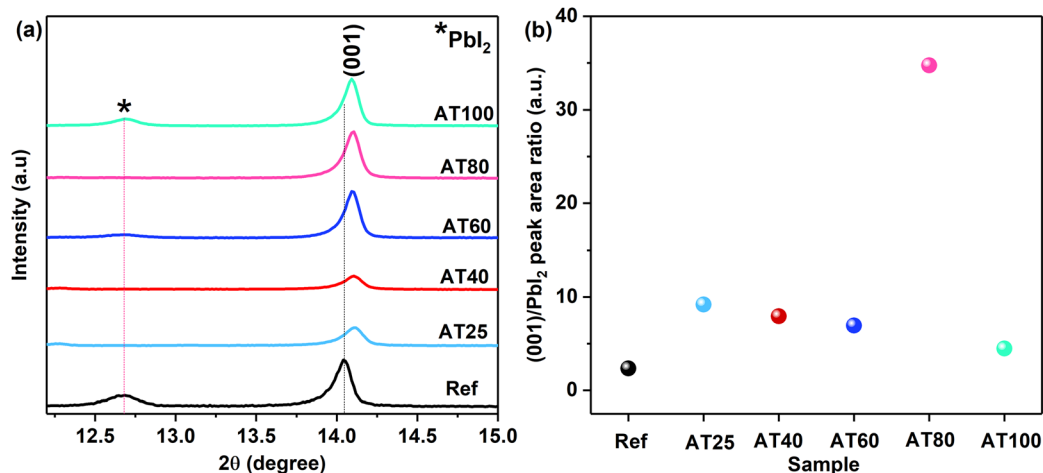 (a)
*PbI₂
(001)
*
AT100
AT80
AT60
AT40
AT25
Ref
Intensity (a.u)
12.5 13.0 13.5 14.0 14.5 15.0
2θ (degree)
(b)
(001)/PbI₂ peak area ratio (a.u.)
40
30
20
10
0
Ref AT25 AT40 AT60 AT80 AT100
Sample